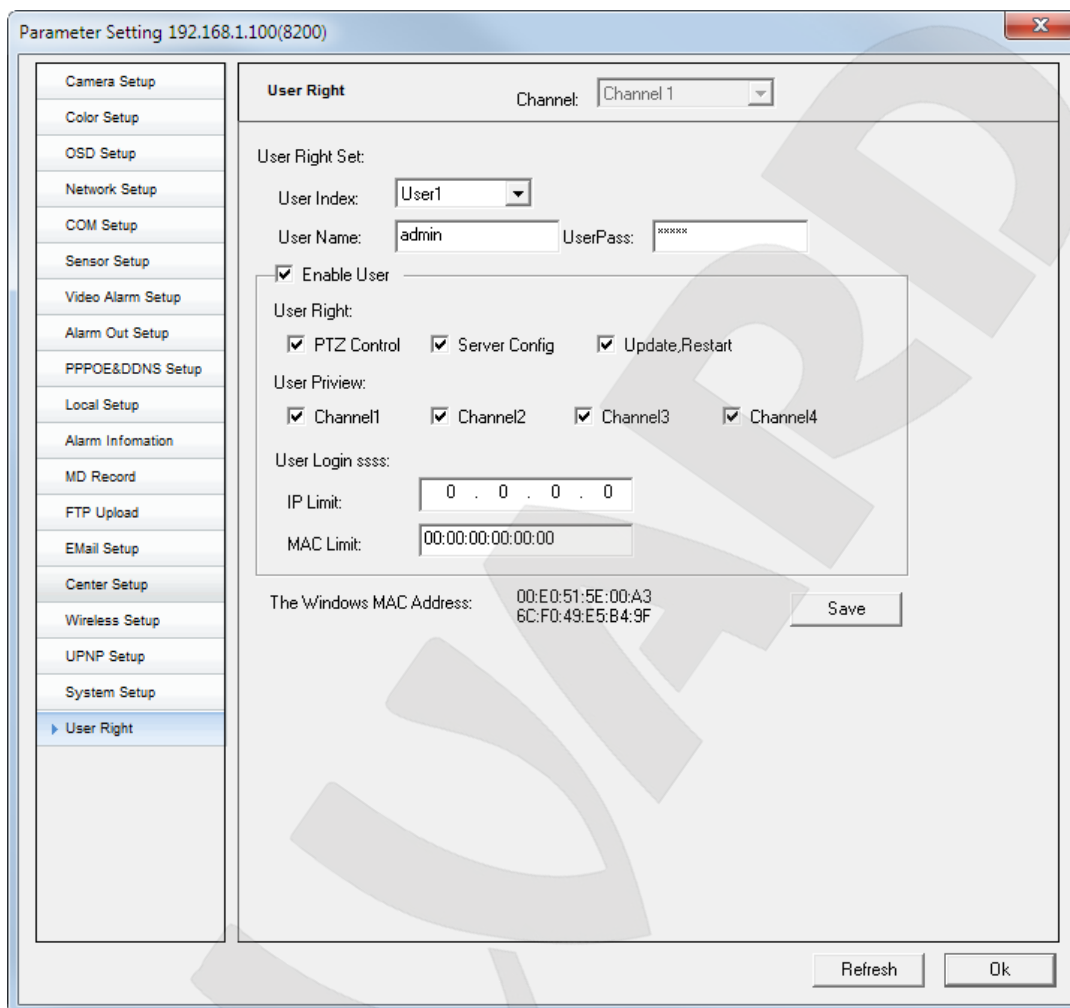 Parameter Setting 192.168.1.100(8200)
X
Camera Setup
Color Setup
OSD Setup
Network Setup
COM Setup
Sensor Setup
Video Alarm Setup
Alarm Out Setup
PPPOE&DDNS Setup
Local Setup
Alarm Infomation
MD Record
FTP Upload
EMail Setup
Center Setup
Wireless Setup
UPNP Setup
System Setup
User Right
User Right Channel: Channel 1
User Right Set:
User Index: User1
User Name: admin UserPass: *****
Enable User
User Right:
PTZ Control Server Config Update,Restart
User Priview:
Channel1 Channel2 Channel3 Channel4
User Login ssss:
IP Limit: 0 . 0 . 0 . 0
MAC Limit: 00:00:00:00:00:00
The Windows MAC Address: 00:E0:51:5E:00:A3
6C:F0:49:E5:B4:9F
Save
Refresh Ok